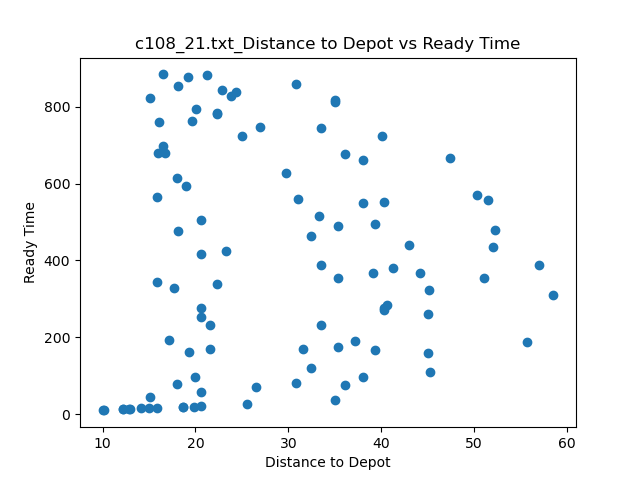 c108_21.txt_Distance to Depot vs Ready Time
800
600
400
200
0
Ready Time
10 20 30 40 50 60
Distance to Depot